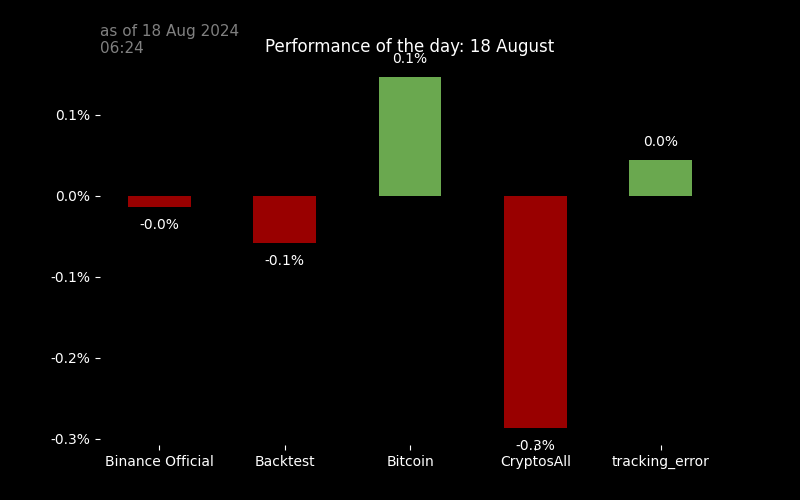 as of 18 Aug 2024
06:24
Performance of the day: 18 August
0.1%
0.1%
0.0%
0.0%
-0.0%
-0.1%
-0.1%
-0.2%
-0.3%
-0.3%
Binance Official
Backtest
Bitcoin
CryptosAll
tracking_error